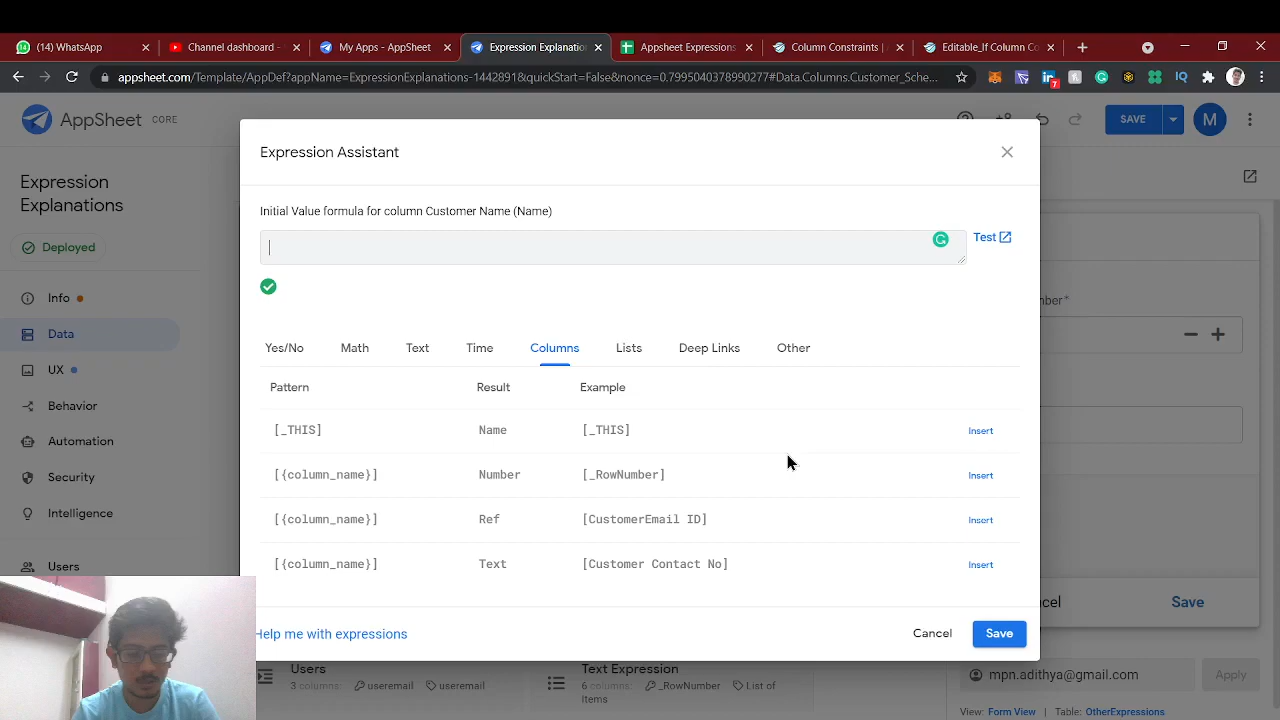 (14) WhatsApp
Channel dashboard -
My Apps - AppSheet
Expression Explanatio
Appsheet Expressions
Column Constraints |
Editable_If Column Co
appsheet.com/Template/AppDef?appName=ExpressionExplanations-1442891&quickStart=False&nonce=0.7995040378990277#Data.Columns.Customer_Sche...
AppSheet CORE
SAVE
M
Expression Assistant
Expression
Explanations
Deployed
Info
Data
UX
Behavior
Automation
Security
Intelligence
Users
Initial Value formula for column Customer Name (Name)
Test
Yes/No Math Text Time Columns Lists Deep Links Other
Pattern Result Example
[_THIS] Name [_THIS] Insert
[{column_name}] Number [_RowNumber] Insert
[{column_name}] Ref [CustomerEmail ID] Insert
[{column_name}] Text [Customer Contact No] Insert
Help me with expressions
Cancel
Save
mber*
cel
Save
Users
3 columns: useremail useremail
Text Expression
6 columns: _RowNumber List of
Items
mpn.adithya@gmail.com
Apply
View: Form View | Table: OtherExpressions